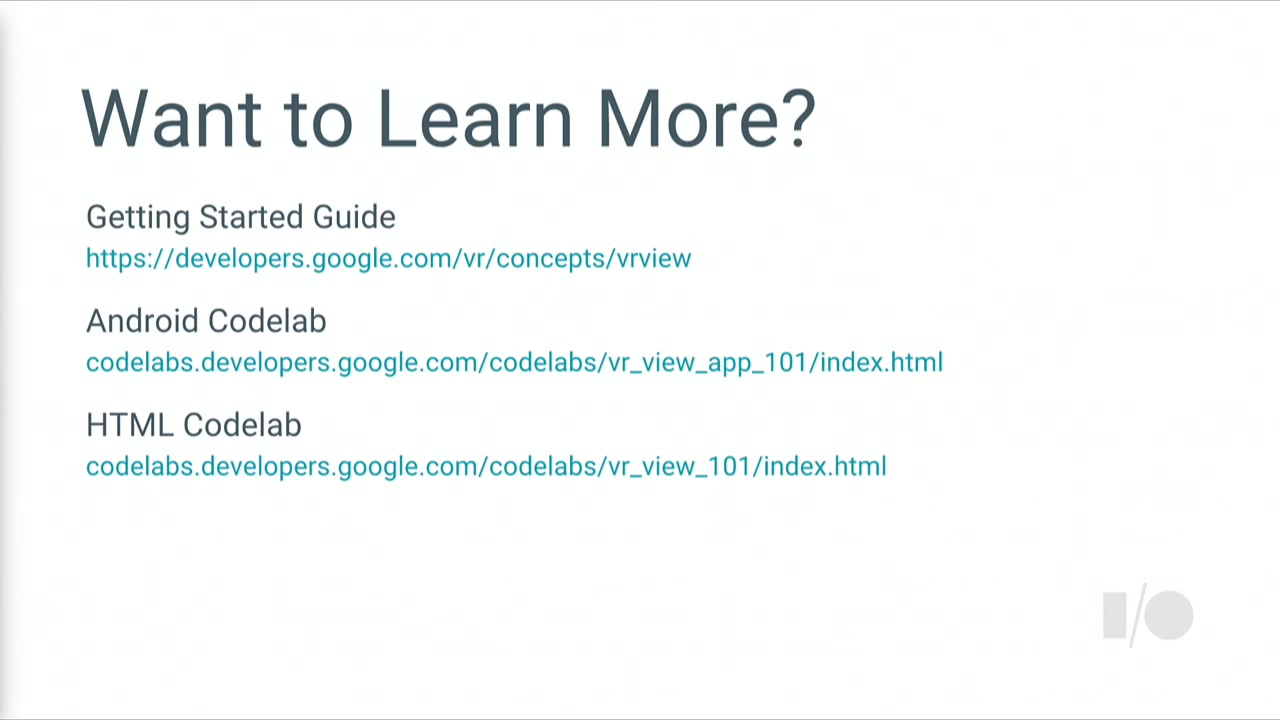 Want to Learn More?
Getting Started Guide
https://developers.google.com/vr/concepts/vrview
Android Codelab
codelabs.developers.google.com/codelabs/vr_view_app_101/index.html
HTML Codelab
codelabs.developers.google.com/codelabs/vr_view_101/index.html
I/O